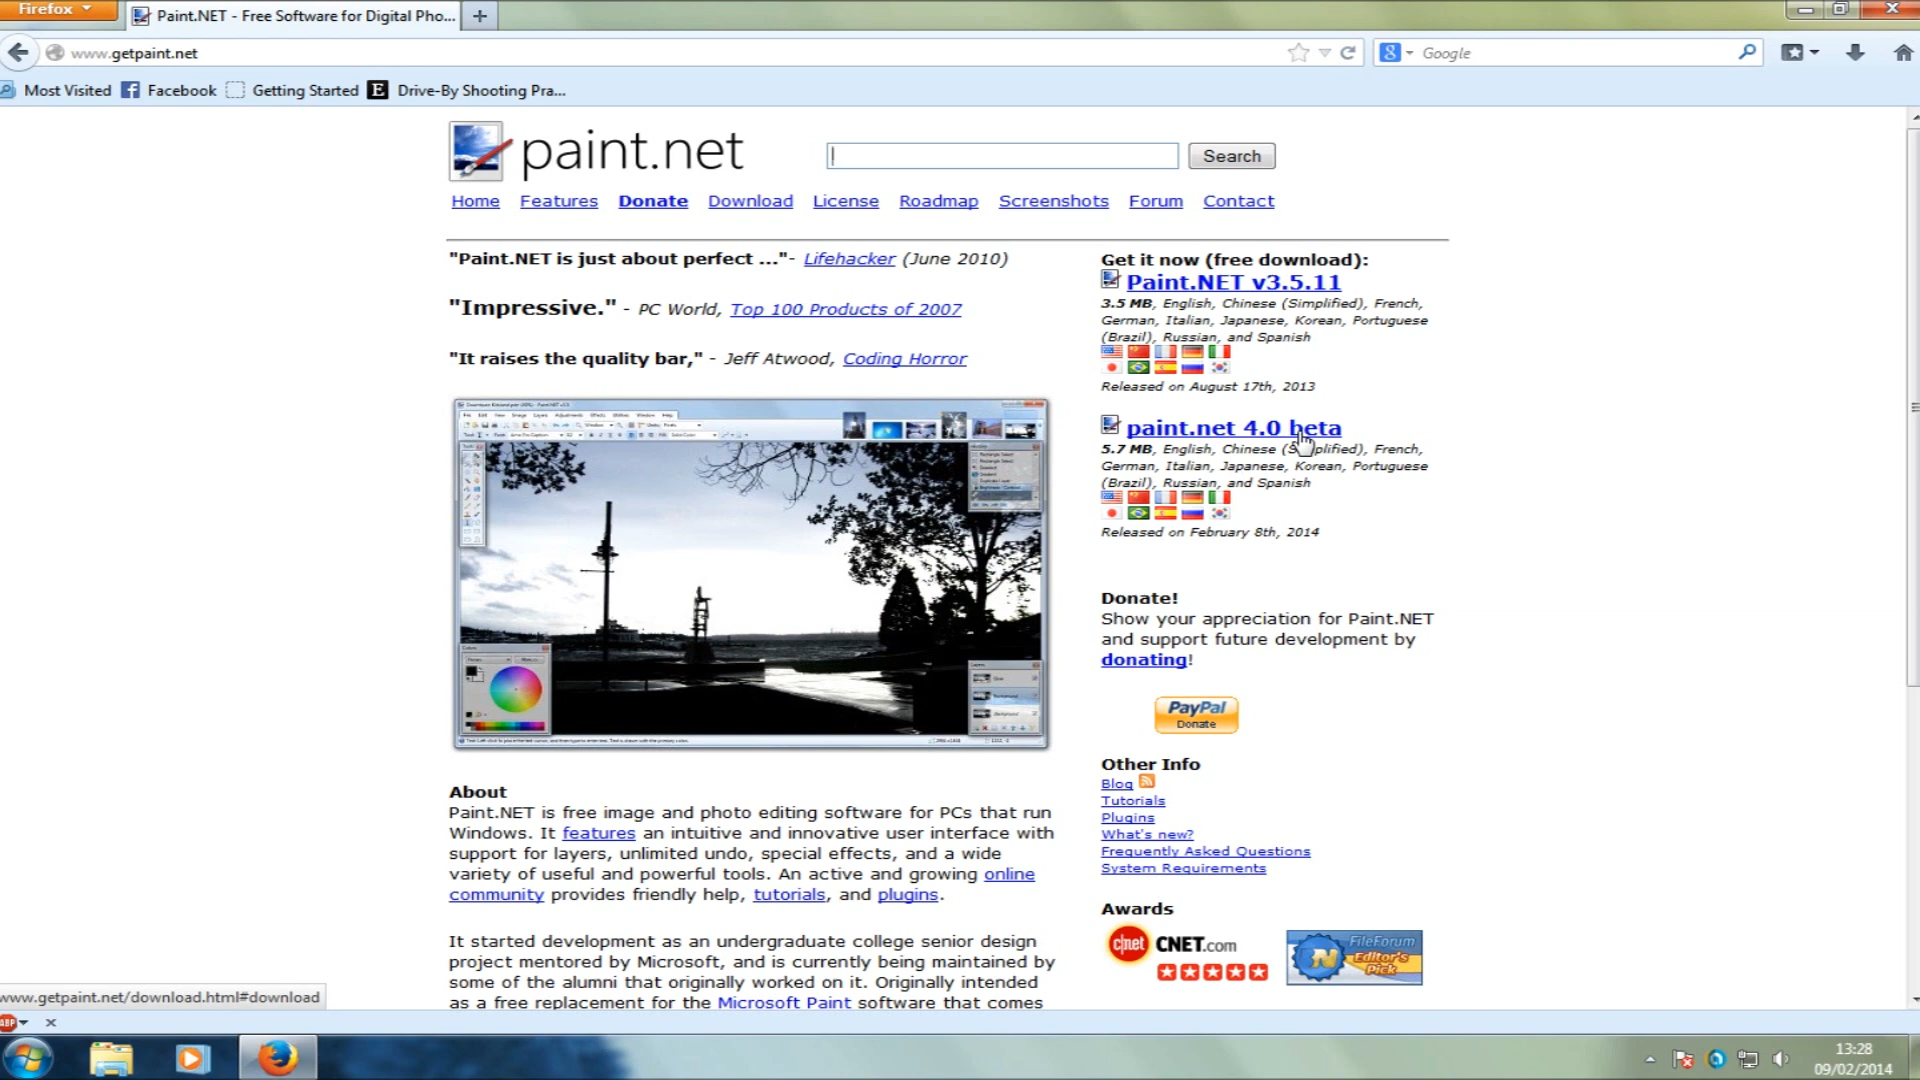 Firefox
Paint.NET - Free Software for Digital Pho...
www.getpaint.net
Google
Most Visited
Facebook
Getting Started
Drive-By Shooting Pra...
paint.net
Search
Home Features Donate Download License Roadmap Screenshots Forum Contact
"Paint.NET is just about perfect ..."- Lifehacker (June 2010)
"Impressive." - PC World, Top 100 Products of 2007
"It raises the quality bar," - Jeff Atwood, Coding Horror
About
Paint.NET is free image and photo editing software for PCs that run
Windows. It features an intuitive and innovative user interface with
support for layers, unlimited undo, special effects, and a wide
variety of useful and powerful tools. An active and growing online
community provides friendly help, tutorials, and plugins.
It started development as an undergraduate college senior design
project mentored by Microsoft, and is currently being maintained by
some of the alumni that originally worked on it. Originally intended
as a free replacement for the Microsoft Paint software that comes
Get it now (free download):
Paint.NET v3.5.11
3.5 MB, English, Chinese (Simplified), French,
German, Italian, Japanese, Korean, Portuguese
(Brazil), Russian, and Spanish
Released on August 17th, 2013
paint.net 4.0 beta
5.7 MB, English, Chinese (Simplified), French,
German, Italian, Japanese, Korean, Portuguese
(Brazil), Russian, and Spanish
Released on February 8th, 2014
Donate!
Show your appreciation for Paint.NET
and support future development by
donating!
PayPal
Donate
Other Info
Blog
Tutorials
Plugins
What's new?
Frequently Asked Questions
System Requirements
Awards
c|net CNET.com
FileForum
Editor's
Pick
www.getpaint.net/download.html#download
ABP
13:28
09/02/2014